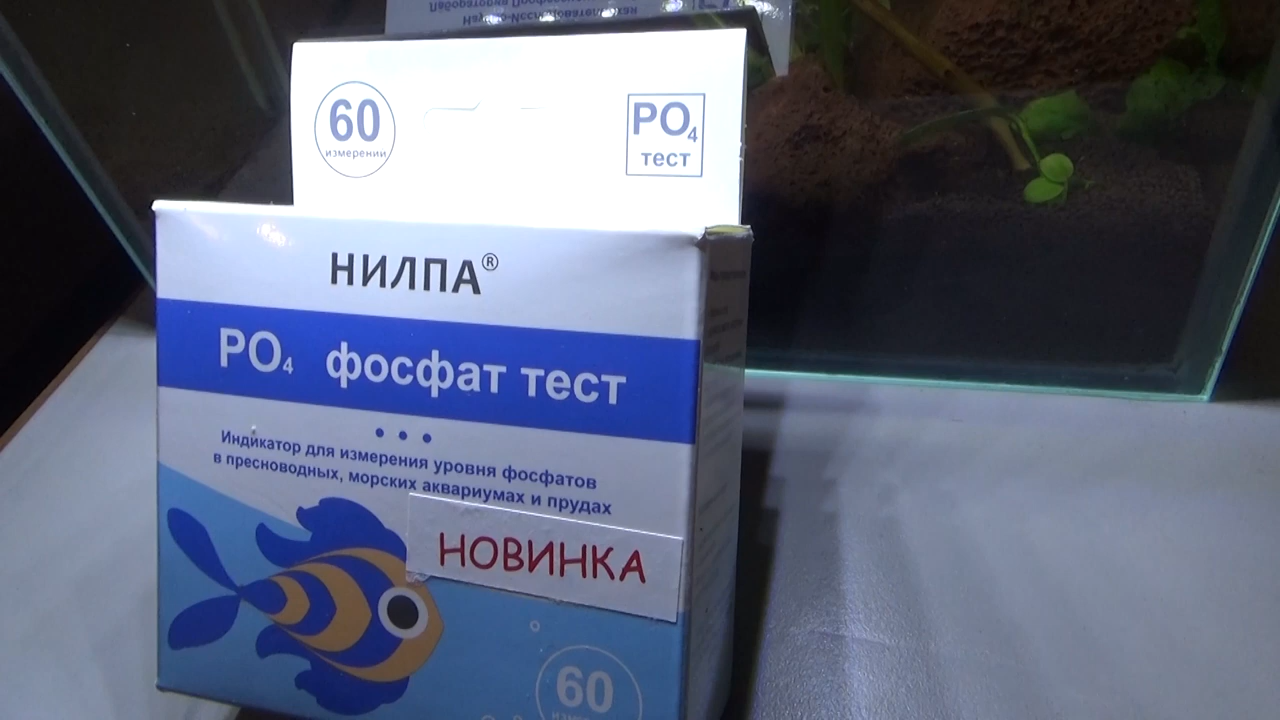 60
измерений
PO4
тест
НИЛПА®
PO4 фосфат тест
Индикатор для измерения уровня фосфатов
в пресноводных, морских аквариумах и прудах
НОВИНКА
60